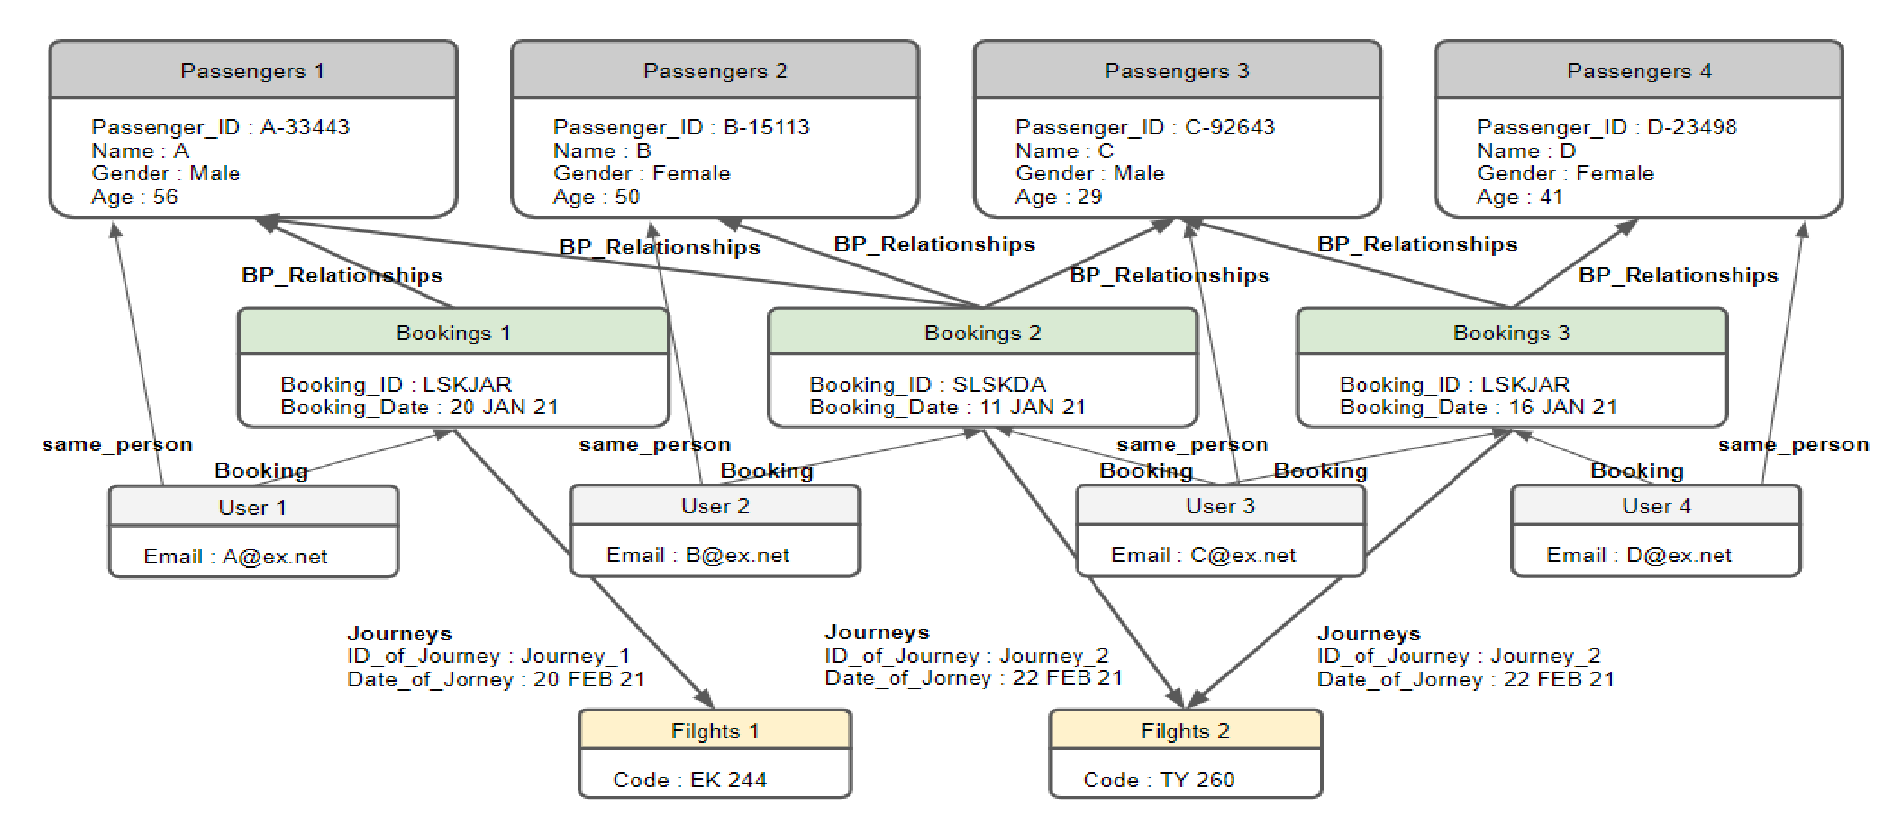 Passengers 1
Passenger_ID : A-33443
Name : A
Gender : Male
Age : 56
Passengers 2
Passenger_ID : B-15113
Name : B
Gender : Female
Age : 50
Passengers 3
Passenger_ID : C-92643
Name : C
Gender : Male
Age : 29
Passengers 4
Passenger_ID : D-23498
Name : D
Gender : Female
Age : 41
BP_Relationships
BP_Relationships
BP_Relationships
BP_Relationships
BP_Relationships
BP_Relationships
Bookings 1
Booking_ID : LSKJAR
Booking_Date : 20 JAN 21
Bookings 2
Booking_ID : SLSKDA
Booking_Date : 11 JAN 21
Bookings 3
Booking_ID : LSKJAR
Booking_Date : 16 JAN 21
same_person
same_person
same_person
same_person
Booking
Booking
Booking
Booking
Booking
User 1
Email : A@ex.net
User 2
Email : B@ex.net
User 3
Email : C@ex.net
User 4
Email : D@ex.net
Journeys
ID_of_Journey : Journey_1
Date_of_Jorney : 20 FEB 21
Journeys
ID_of_Journey : Journey_2
Date_of_Jorney : 22 FEB 21
Journeys
ID_of_Journey : Journey_2
Date_of_Jorney : 22 FEB 21
Filghts 1
Code : EK 244
Filghts 2
Code : TY 260